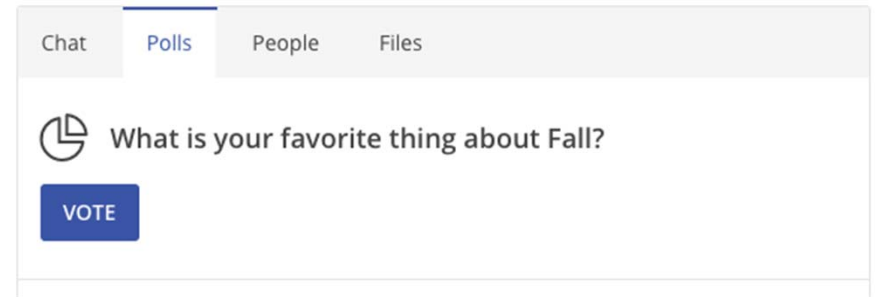 Chat Polls People Files
What is your favorite thing about Fall?
VOTE